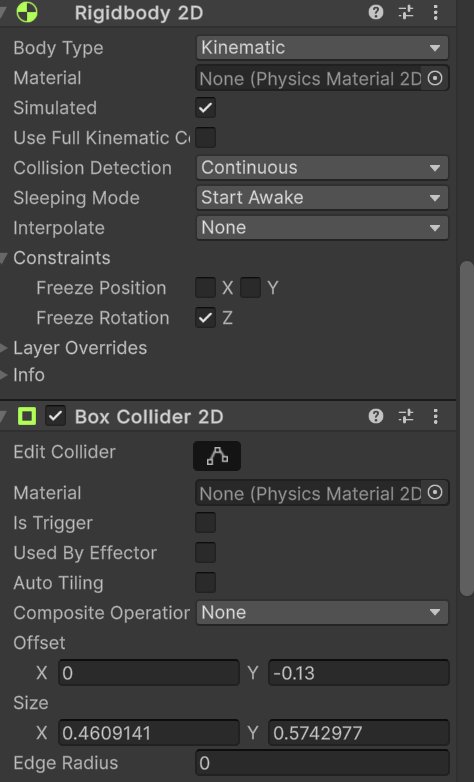 Rigidbody 2D
Body Type Kinematic
Material None (Physics Material 2D
Simulated
Use Full Kinematic Co
Collision Detection Continuous
Sleeping Mode Start Awake
Interpolate None
Constraints
Freeze Position X Y
Freeze Rotation Z
Layer Overrides
Info
Box Collider 2D
Edit Collider
Material None (Physics Material 2D
Is Trigger
Used By Effector
Auto Tiling
Composite Operation None
Offset
X 0 Y -0.13
Size
X 0.4609141 Y 0.5742977
Edge Radius 0